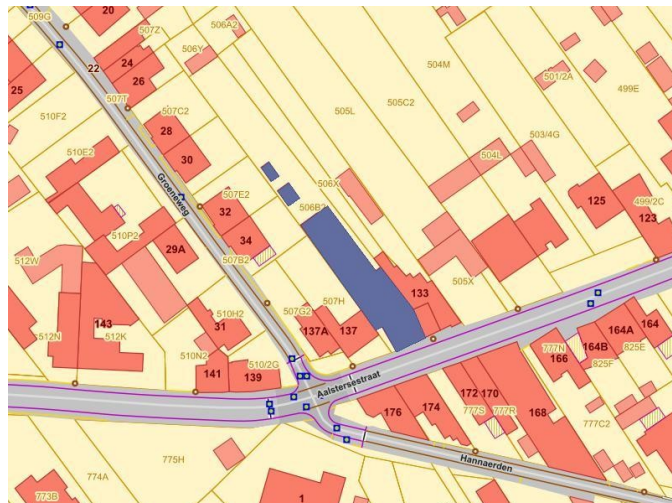 509G
20
507Z
506A2
506Y
504M
22
24
26
25
507T
507C2
505L
505C2
501/2A
499E
510F2
28
30
503/4G
510E2
504L
Groeneweg
507E2
32
506X
506B2
125
499/2C
123
510P2
29A
34
507B2
512W
505X
133
507G2
507H
510H2
31
137A
137
143
512N
512K
510N2
510/2G
141
139
164A
164
164B
825E
777N
166
825F
Aalstersestraat
176
174
172
170
777S
777R
168
777C2
775H
774A
773B
1
Hannaerden